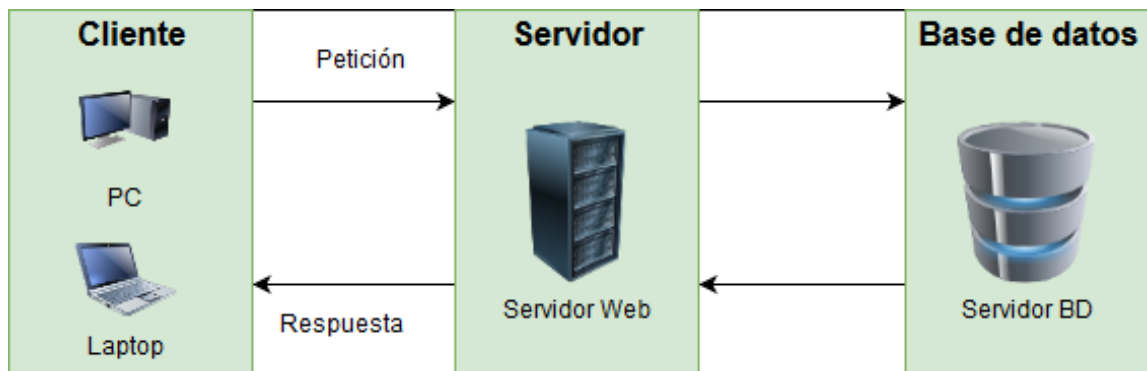 Cliente
Servidor
Base de datos
Petición
PC
Laptop
Respuesta
Servidor Web
Servidor BD